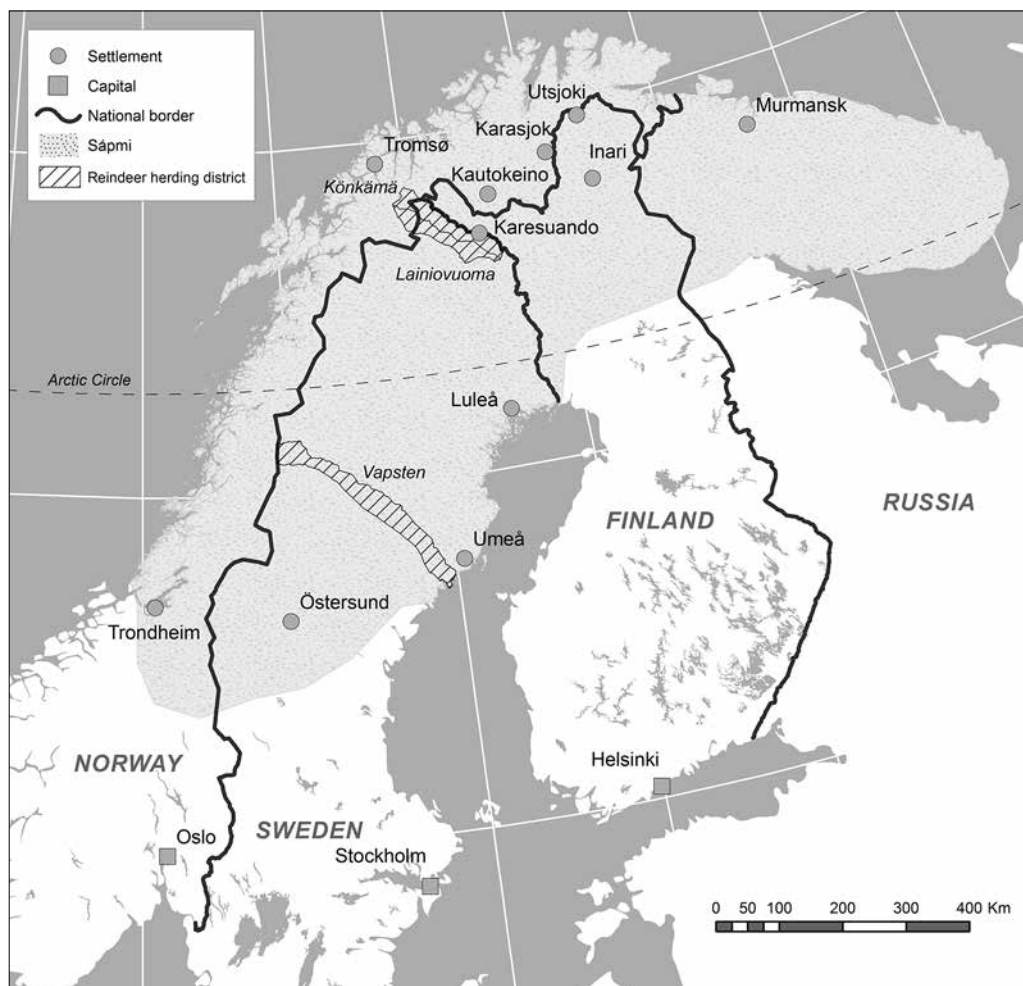 Settlement
Capital
National border
Sápmi
Reindeer herding district
Utsjoki
Murmansk
Karasjok
Tromsø
Inari
Kautokeino
Könkämä
Karesuando
Lainiovuoma
Arctic Circle
Luleå
Vapsten
RUSSIA
FINLAND
Umeå
Östersund
Trondheim
NORWAY
Helsinki
SWEDEN
Oslo
Stockholm
0 50 100 200 300 400 Km